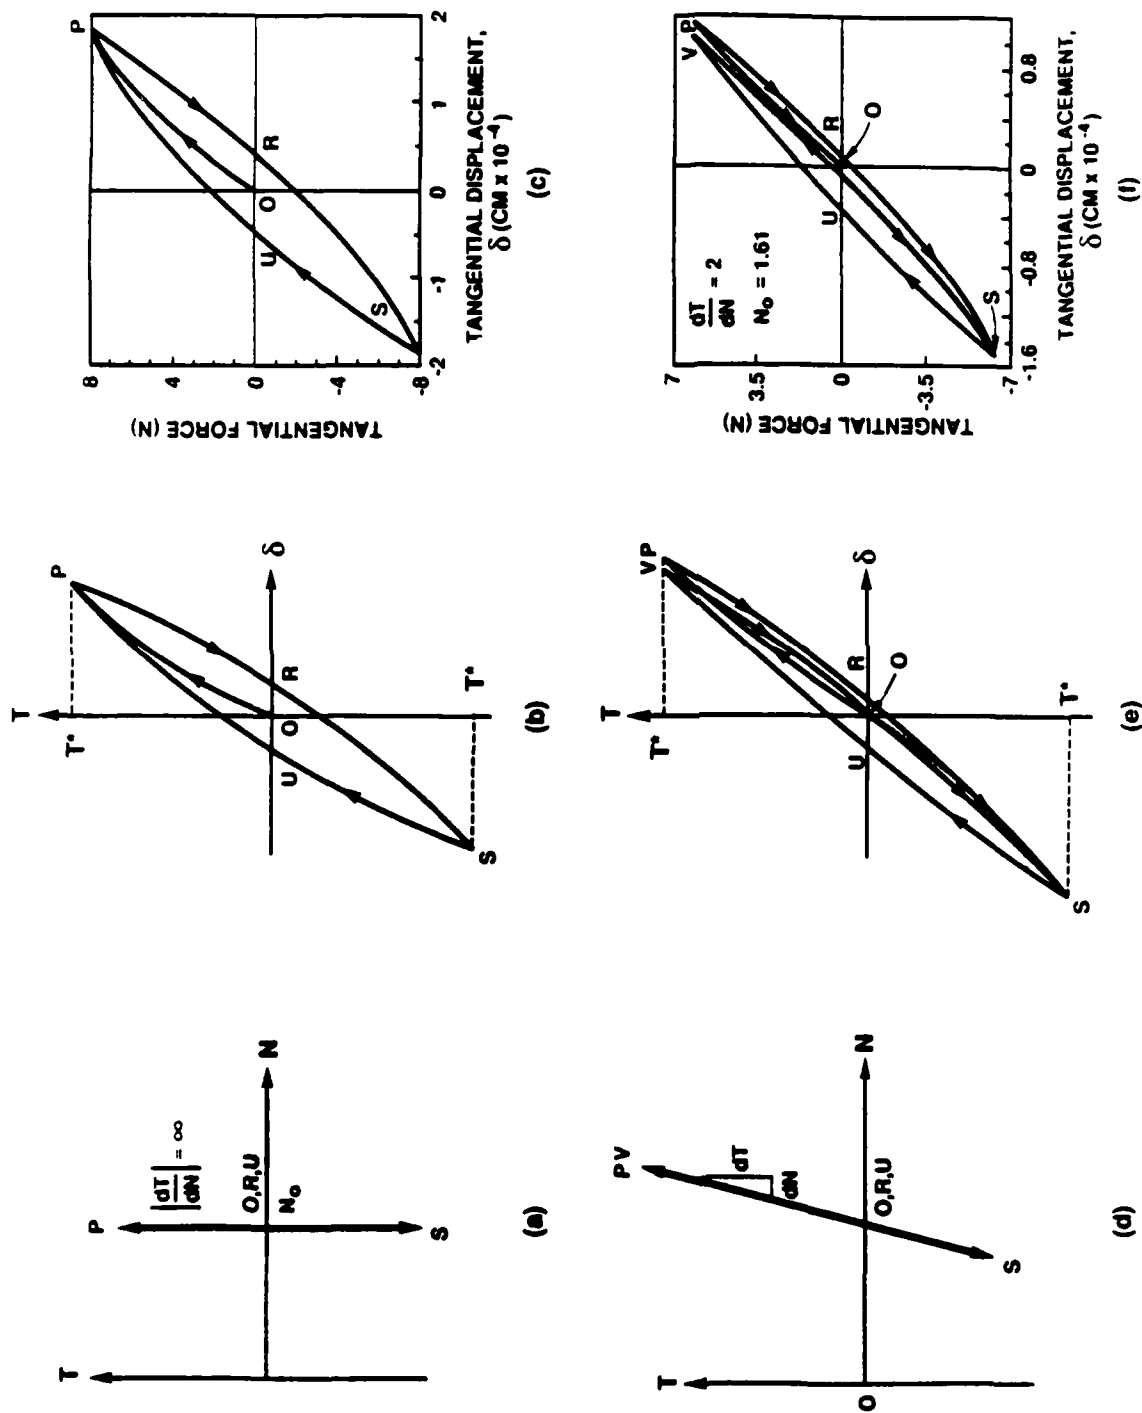 T
P
|dT/dN| = ∞
O,R,U
N₀
N
S
(a)
T
T*
P
R
δ
O
U
T*
S
(b)
8
4
0
-4
-8
TANGENTIAL FORCE (N)
P
R
O
U
S
-2
-1
0
1
2
TANGENTIAL DISPLACEMENT,
δ (CM x 10⁻⁴)
(c)
T
O
P V
dT
dN
O,R,U
N
S
(d)
T
T*
V P
R
δ
O
U
T*
S
(e)
7
3.5
0
-3.5
-7
TANGENTIAL FORCE (N)
dT/dN = 2
N₀ = 1.61
V P
R
O
U
S
-1.6
-0.8
0
0.8
TANGENTIAL DISPLACEMENT,
δ (CM x 10⁻⁴)
(f)